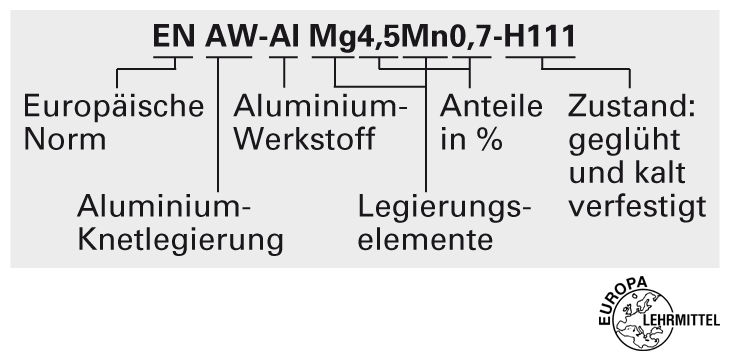 EN AW-Al Mg4,5Mn0,7-H111
Europäische
Norm
Aluminium-
Werkstoff
Anteile
in %
Zustand:
geglüht
und kalt
verfestigt
Aluminium-
Knetlegierung
Legierungs-
elemente
EUROPA
LEHRMITTEL